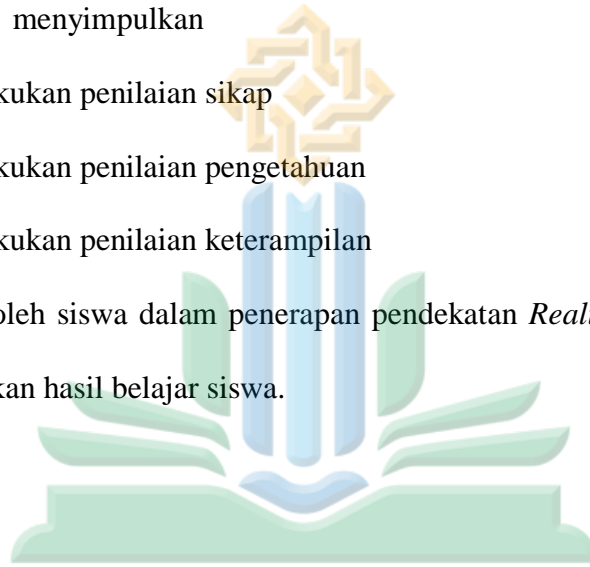 menyimpulkan
kukan penilaian sikap
kukan penilaian pengetahuan
kukan penilaian keterampilan
oleh siswa dalam penerapan pendekatan Reali
kan hasil belajar siswa.